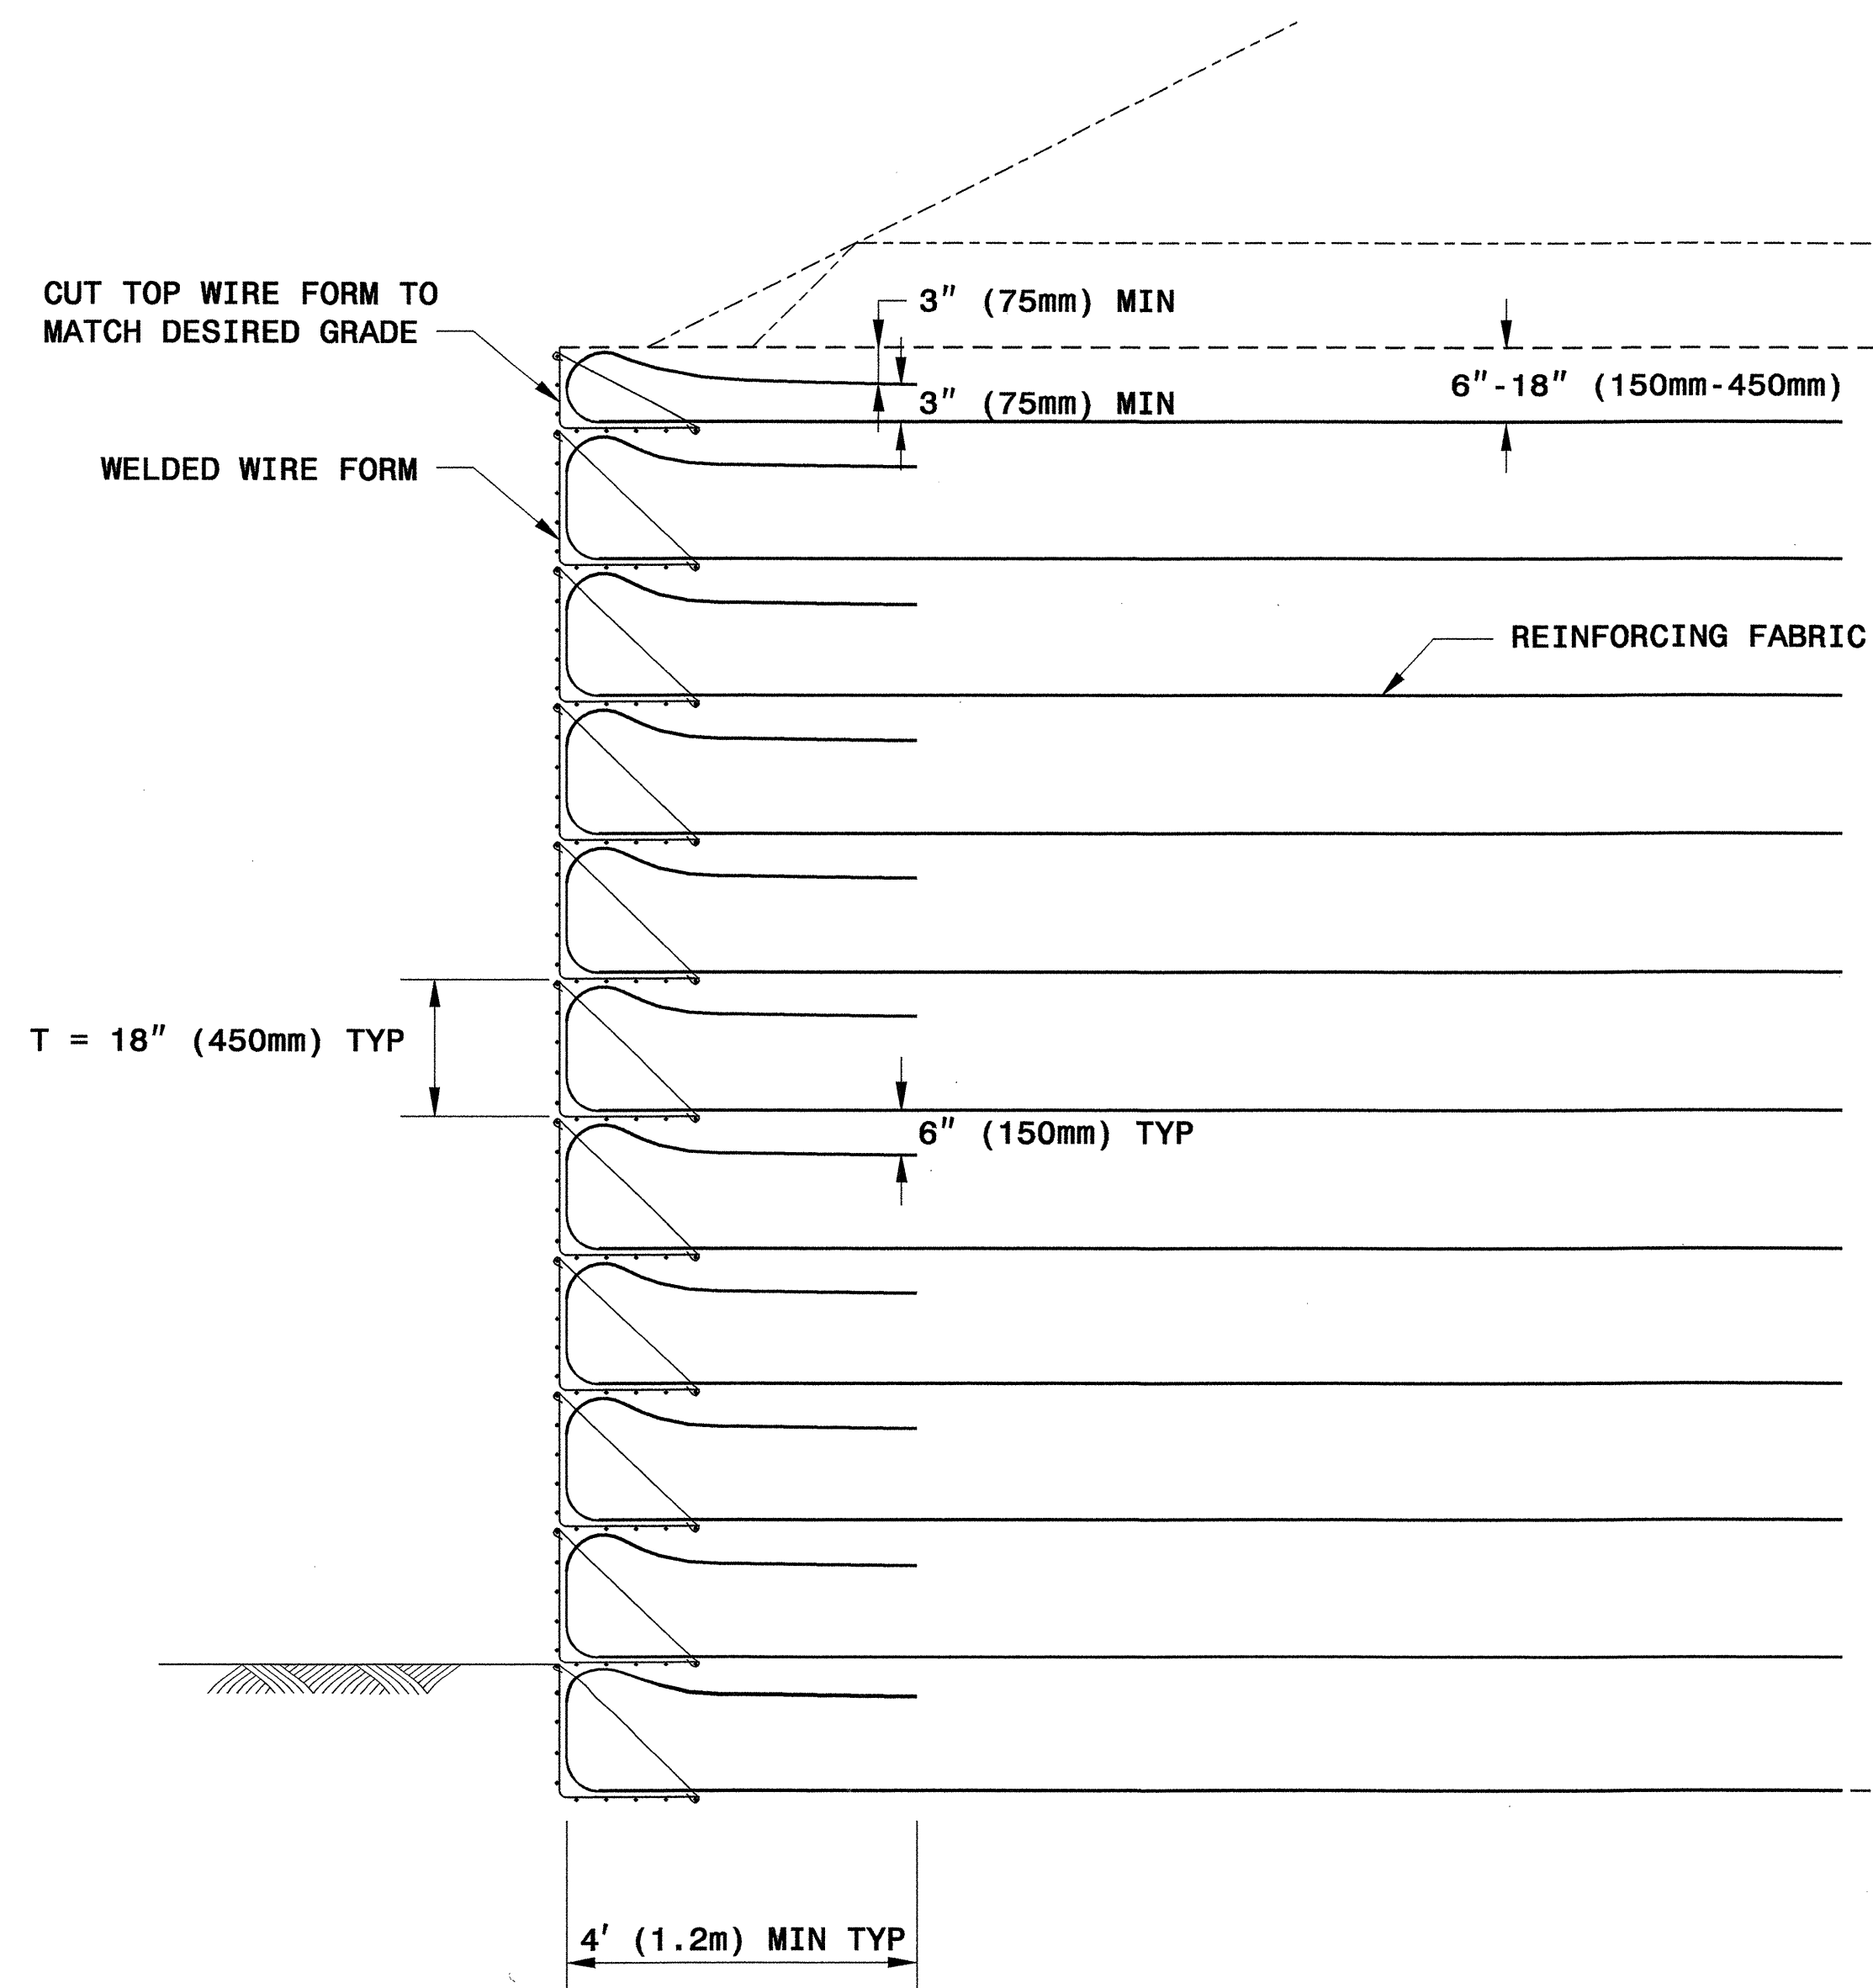 CUT TOP WIRE FORM TO
MATCH DESIRED GRADE
3" (75mm) MIN
3" (75mm) MIN
6"-18" (150mm-450mm)
WELDED WIRE FORM
REINFORCING FABRIC
T = 18" (450mm) TYP
6" (150mm) TYP
4' (1.2m) MIN TYP